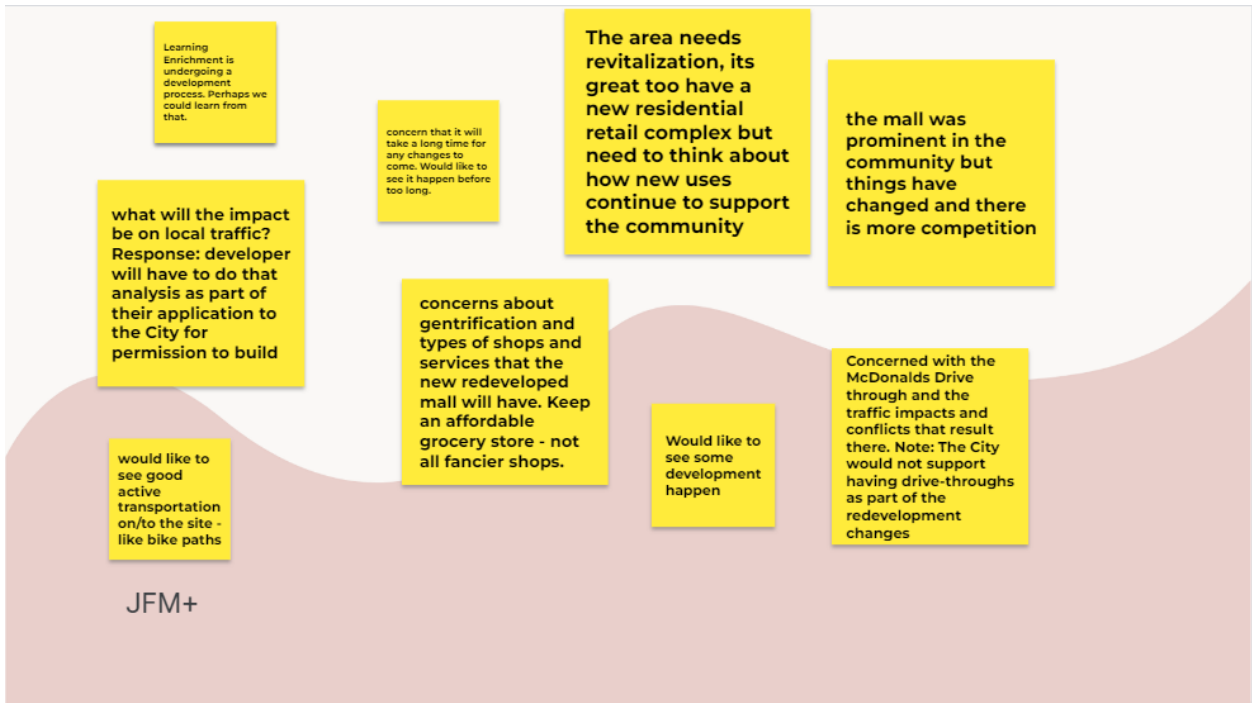 Learning
Enrichment is
undergoing a
development
process. Perhaps we
could learn from
that.
concern that it will
take a long time for
any changes to
come. Would like to
see it happen before
too long.
The area needs
revitalization, its
great too have a
new residential
retail complex but
need to think about
how new uses
continue to support
the community
the mall was
prominent in the
community but
things have
changed and there
is more competition
what will the impact
be on local traffic?
Response: developer
will have to do that
analysis as part of
their application to
the City for
permission to build
concerns about
gentrification and
types of shops and
services that the
new redeveloped
mall will have. Keep
an affordable
grocery store - not
all fancier shops.
Would like to
see some
development
happen
Concerned with the
McDonalds Drive
through and the
traffic impacts and
conflicts that result
there. Note: The City
would not support
having drive-throughs
as part of the
redevelopment
changes
would like to
see good
active
transportation
on/to the site -
like bike paths
JFM+